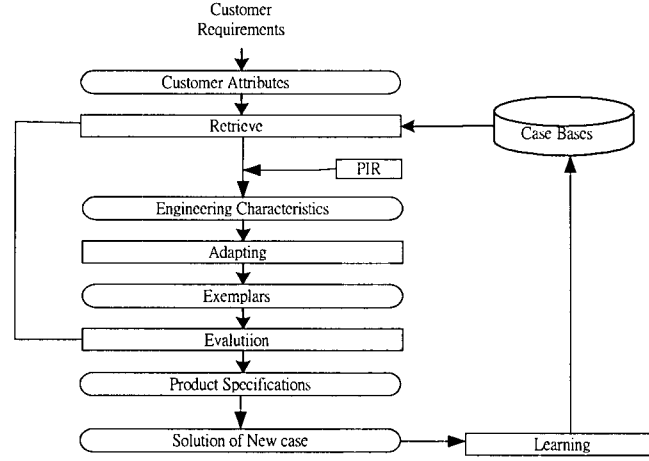 Customer
Requirements
Customer Attributes
Retrieve
Case Bases
PIR
Engineering Characteristics
Adapting
Exemplars
Evalutiion
Product Specifications
Solution of New case
Learning